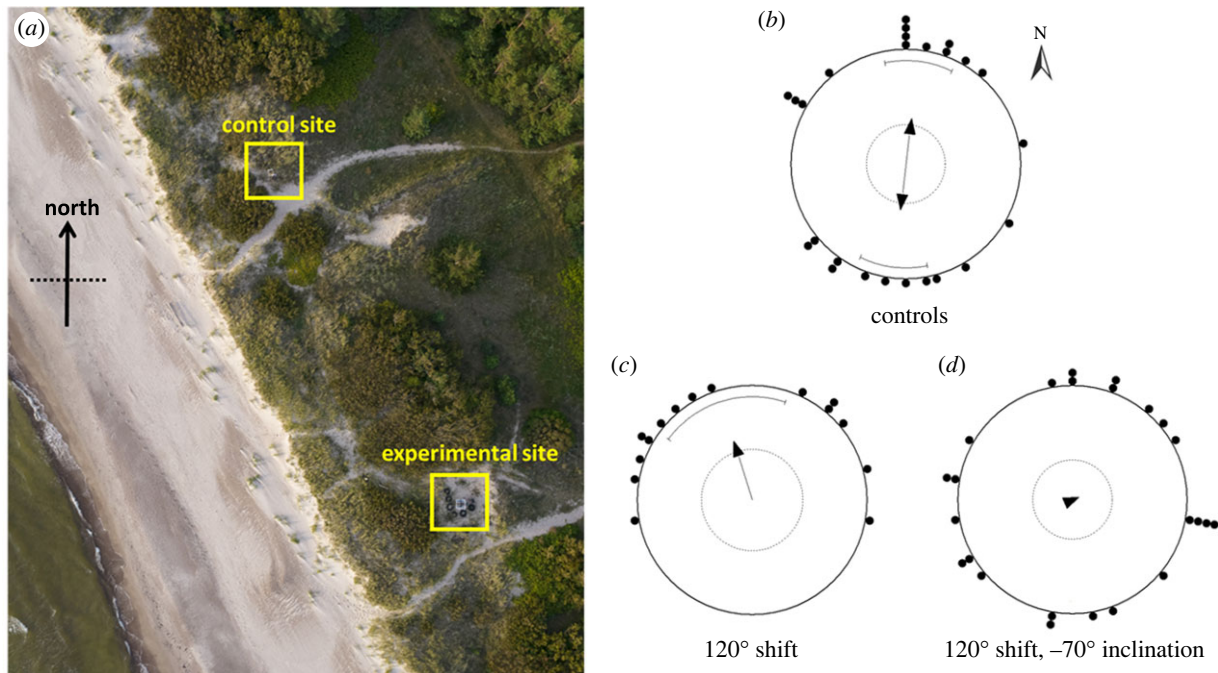 (a)
control site
north
experimental site
(b)
N
controls
(c)
120° shift
(d)
120° shift, –70° inclination